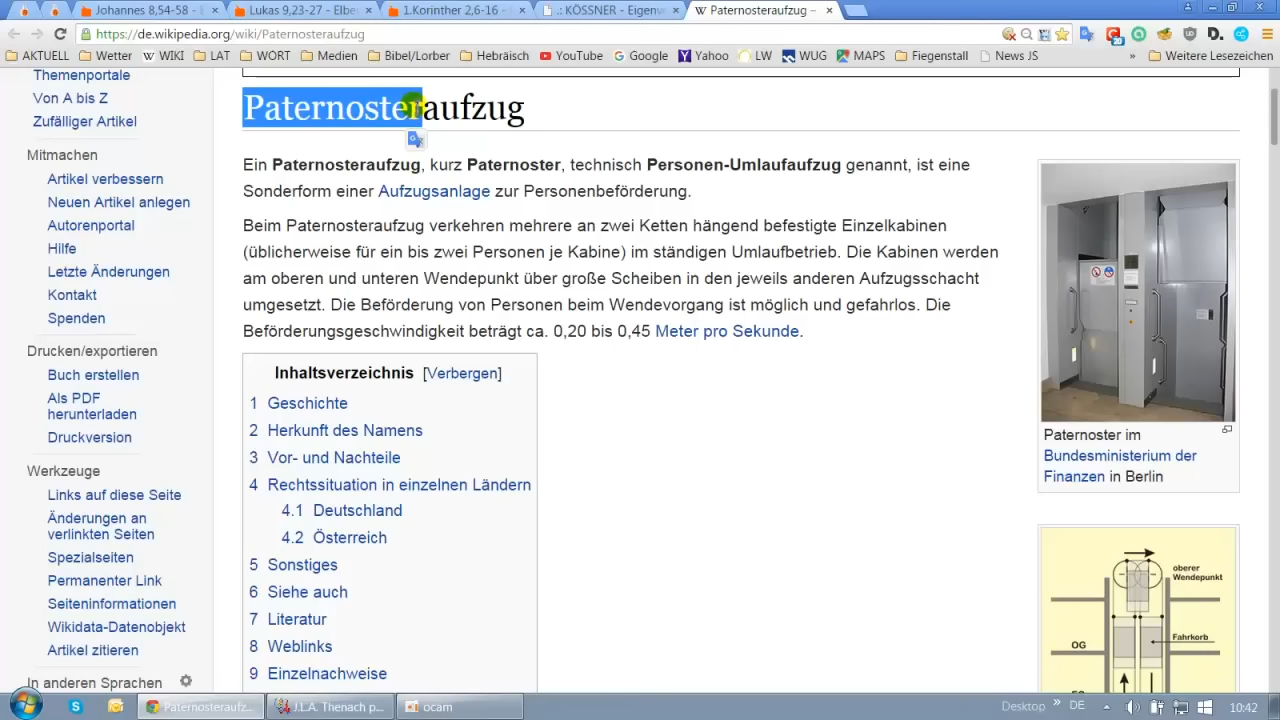 Johannes 8,54-58 - E
Lukas 9,23-27 - Elbe
1.Korinther 2,6-16 -
.: KÖSSNER - Eigenv
Paternosteraufzug –
https://de.wikipedia.org/wiki/Paternosteraufzug
AKTUELL
Wetter
WIKI
LAT
WORT
Medien
Bibel/Lorber
Hebräisch
YouTube
Google
Yahoo
LW
WUG
MAPS
Fiegenstall
News JS
»
Weitere Lesezeichen
Themenportale
Von A bis Z
Zufälliger Artikel
Mitmachen
Artikel verbessern
Neuen Artikel anlegen
Autorenportal
Hilfe
Letzte Änderungen
Kontakt
Spenden
Drucken/exportieren
Buch erstellen
Als PDF
herunterladen
Druckversion
Werkzeuge
Links auf diese Seite
Änderungen an
verlinkten Seiten
Spezialseiten
Permanenter Link
Seiteninformationen
Wikidata-Datenobjekt
Artikel zitieren
In anderen Sprachen
Paternosteraufzug
Ein Paternosteraufzug, kurz Paternoster, technisch Personen-Umlaufaufzug genannt, ist eine
Sonderform einer Aufzugsanlage zur Personenbeförderung.
Beim Paternosteraufzug verkehren mehrere an zwei Ketten hängend befestigte Einzelkabinen
(üblicherweise für ein bis zwei Personen je Kabine) im ständigen Umlaufbetrieb. Die Kabinen werden
am oberen und unteren Wendepunkt über große Scheiben in den jeweils anderen Aufzugsschacht
umgesetzt. Die Beförderung von Personen beim Wendevorgang ist möglich und gefahrlos. Die
Beförderungsgeschwindigkeit beträgt ca. 0,20 bis 0,45 Meter pro Sekunde.
Inhaltsverzeichnis [Verbergen]
1 Geschichte
2 Herkunft des Namens
3 Vor- und Nachteile
4 Rechtssituation in einzelnen Ländern
4.1 Deutschland
4.2 Österreich
5 Sonstiges
6 Siehe auch
7 Literatur
8 Weblinks
9 Einzelnachweise
Paternoster im
Bundesministerium der
Finanzen in Berlin
oberer
Wendepunkt
Fahrkorb
OG
Paternosteraufz...
J.L.A. Thenach p...
ocam
Desktop
»
DE
10:42